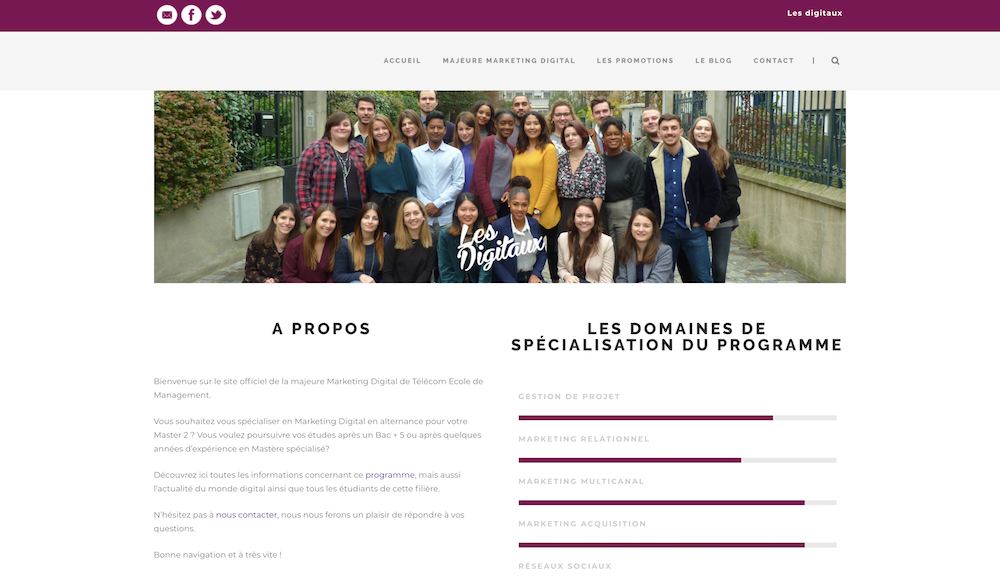 Les digitaux
ACCUEIL MAJEURE MARKETING DIGITAL LES PROMOTIONS LE BLOG CONTACT |
Les
Digitaux
A PROPOS
Bienvenue sur le site officiel de la majeure Marketing Digital de Télécom Ecole de
Management.
Vous souhaitez vous spécialiser en Marketing Digital en alternance pour votre
Master 2 ? Vous voulez poursuivre vos études après un Bac + 5 ou après quelques
années d'expérience en Mastère spécialisé?
Découvrez ici toutes les informations concernant ce programme, mais aussi
l'actualité du monde digital ainsi que tous les étudiants de cette filière.
N'hésitez pas à nous contacter, nous nous ferons un plaisir de répondre à vos
questions.
Bonne navigation et à très vite !
LES DOMAINES DE
SPÉCIALISATION DU PROGRAMME
GESTION DE PROJET
MARKETING RELATIONNEL
MARKETING MULTICANAL
MARKETING ACQUISITION
RÉSEAUX SOCIAUX